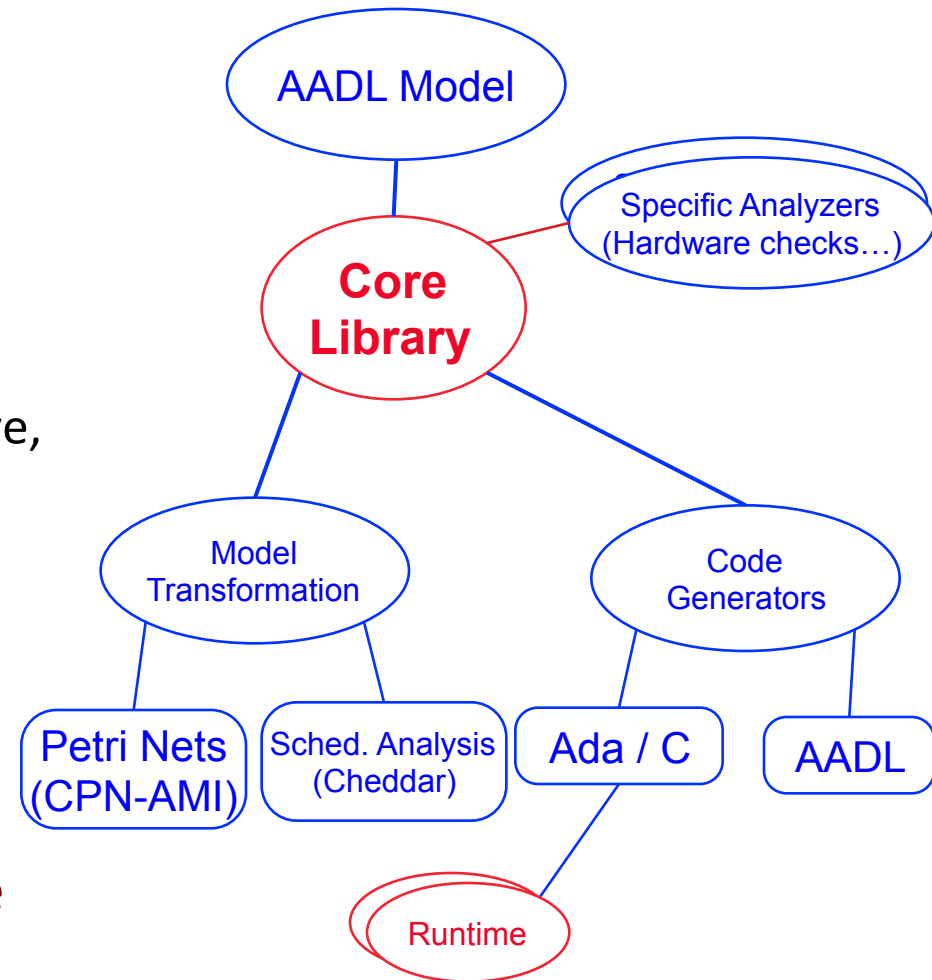 AADL Model
Specific Analyzers
(Hardware checks…)
Core
Library
Model
Transformation
Code
Generators
Petri Nets
(CPN-AMI)
Sched. Analysis
(Cheddar)
Ada / C
AADL
Runtime